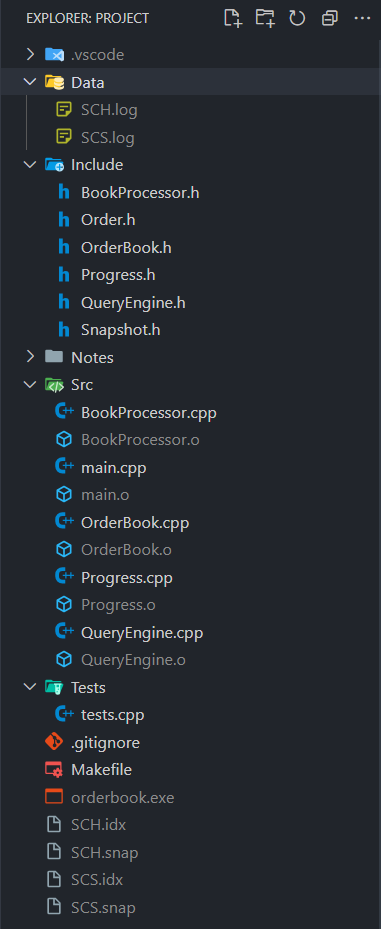 EXPLORER: PROJECT
.vscode
Data
SCH.log
SCS.log
Include
BookProcessor.h
Order.h
OrderBook.h
Progress.h
QueryEngine.h
Snapshot.h
Notes
Src
BookProcessor.cpp
BookProcessor.o
main.cpp
main.o
OrderBook.cpp
OrderBook.o
Progress.cpp
Progress.o
QueryEngine.cpp
QueryEngine.o
Tests
tests.cpp
.gitignore
Makefile
orderbook.exe
SCH.idx
SCH.snap
SCS.idx
SCS.snap